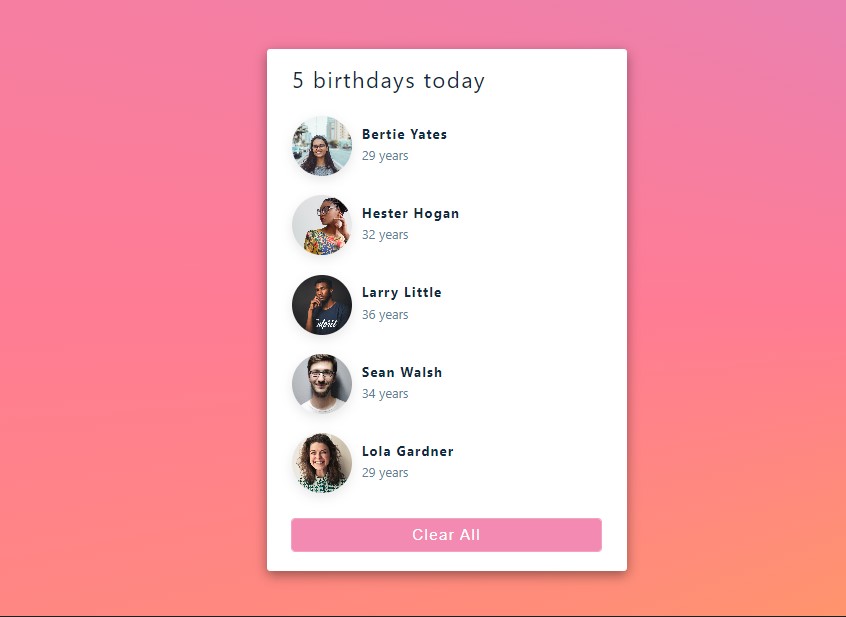 5 birthdays today
Bertie Yates
29 years
Hester Hogan
32 years
Larry Little
36 years
Sean Walsh
34 years
Lola Gardner
29 years
Clear All